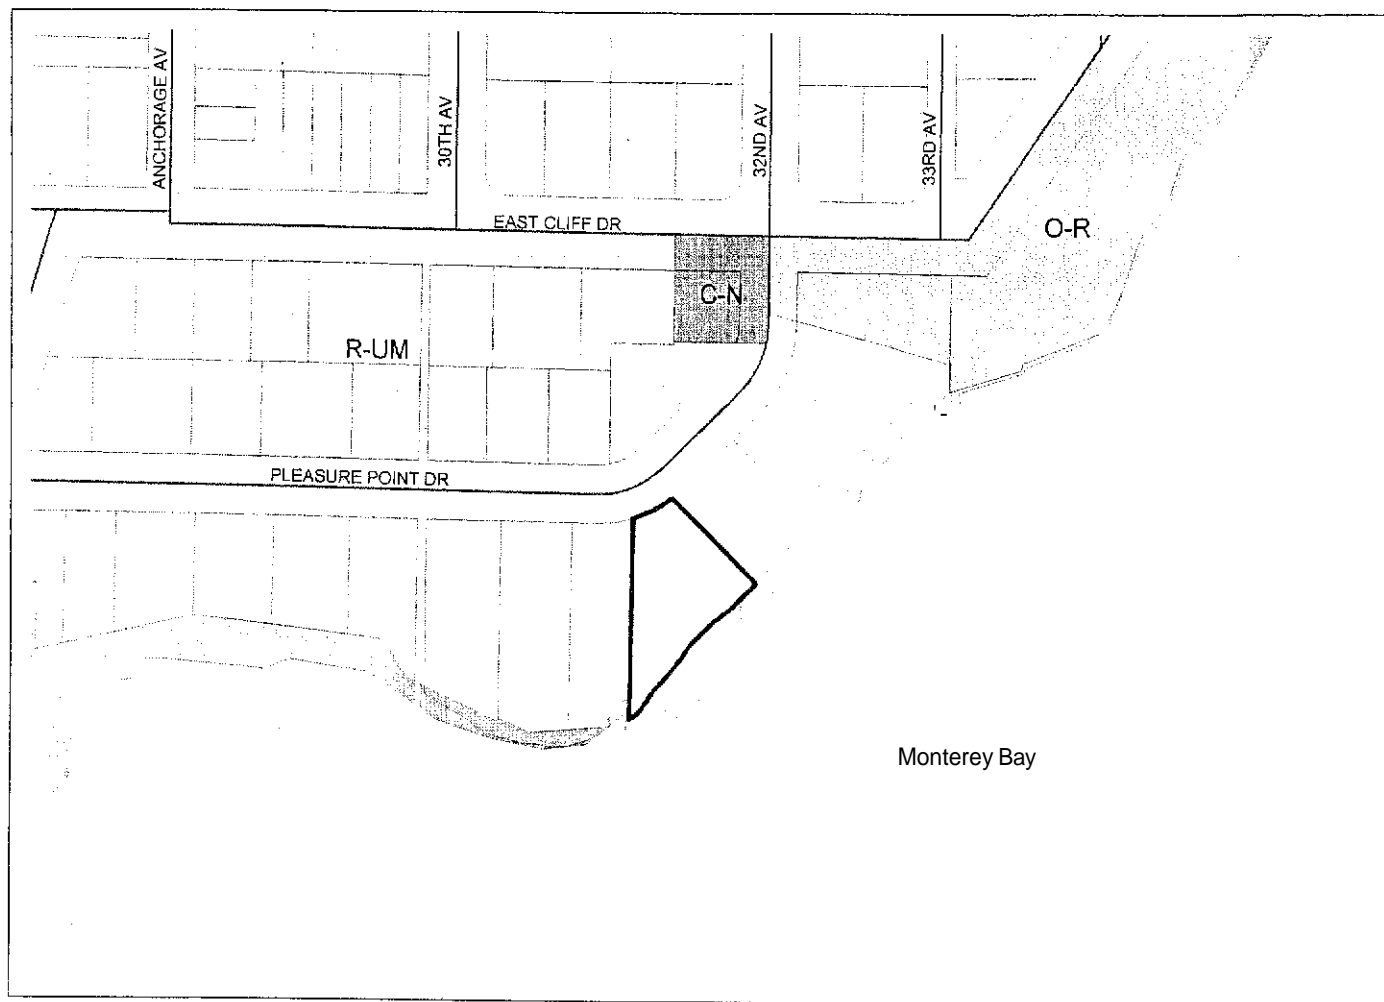 ANCHORAGE AV
30TH AV
32ND AV
33RD AV
EAST CLIFF DR
O-R
C-N
R-UM
PLEASURE POINT DR
Monterey Bay